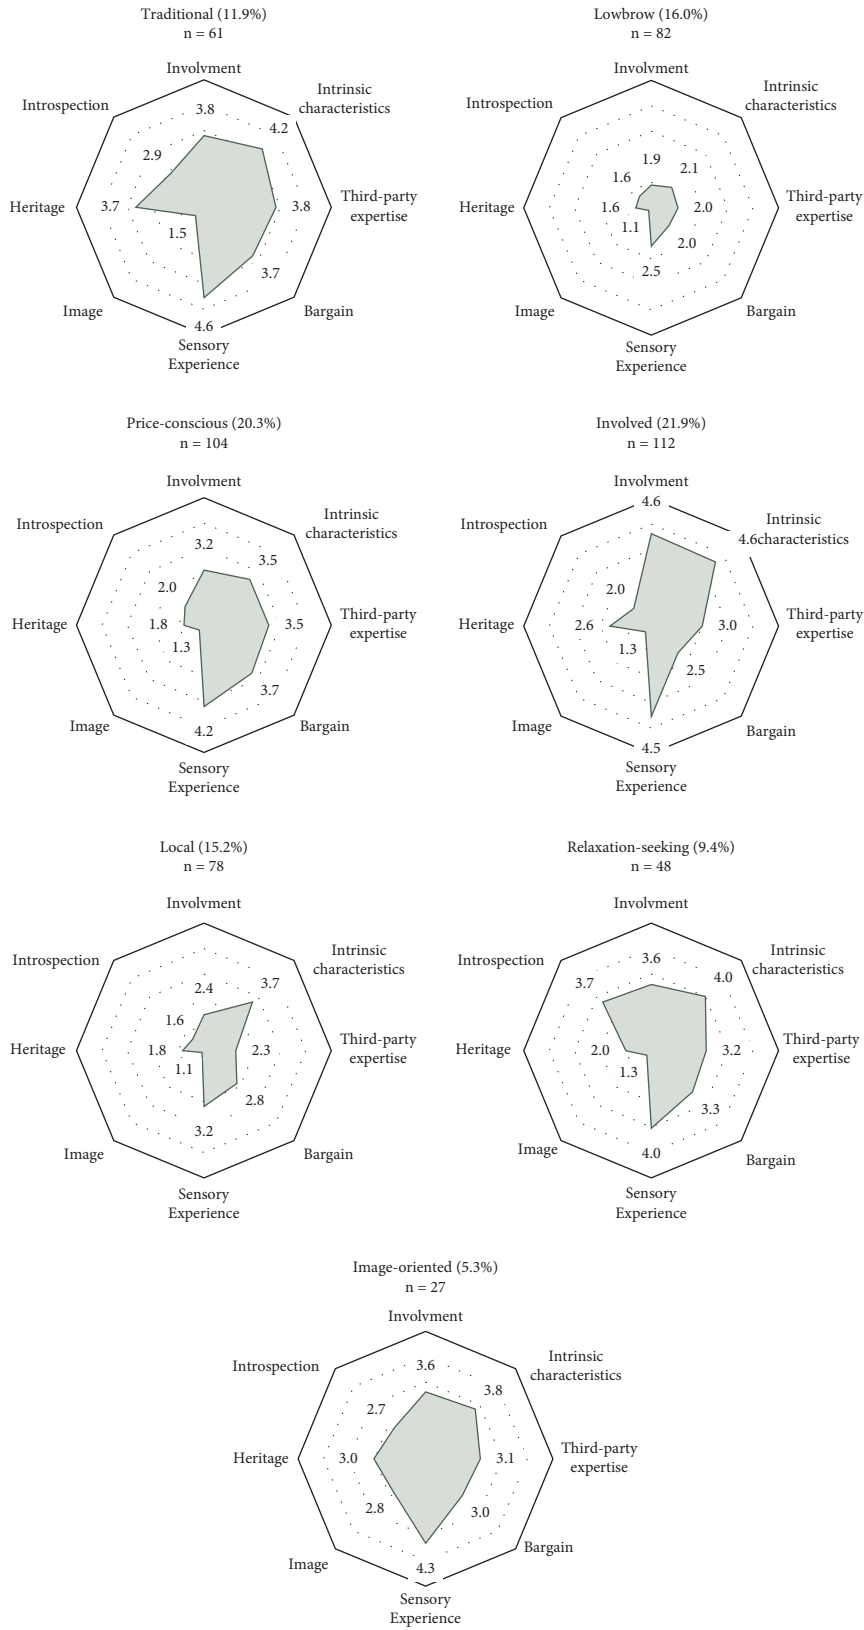 Traditional (11.9%)
n = 61
Involvment
Intrinsic
characteristics
Third-party
expertise
Bargain
Sensory
Experience
Image
Heritage
Introspection
3.8
4.2
3.8
3.7
4.6
1.5
3.7
2.9
Lowbrow (16.0%)
n = 82
Involvment
Intrinsic
characteristics
Third-party
expertise
Bargain
Sensory
Experience
Image
Heritage
Introspection
1.9
2.1
2.0
2.0
2.5
1.1
1.6
1.6
Price-conscious (20.3%)
n = 104
Involvment
Intrinsic
characteristics
Third-party
expertise
Bargain
Sensory
Experience
Image
Heritage
Introspection
3.2
3.5
3.5
3.7
4.2
1.3
1.8
2.0
Involved (21.9%)
n = 112
Involvment
Intrinsic
characteristics
Third-party
expertise
Bargain
Sensory
Experience
Image
Heritage
Introspection
4.6
4.6
3.0
2.5
4.5
1.3
2.6
2.0
Local (15.2%)
n = 78
Involvment
Intrinsic
characteristics
Third-party
expertise
Bargain
Sensory
Experience
Image
Heritage
Introspection
2.4
3.7
2.3
2.8
3.2
1.1
1.8
1.6
Relaxation-seeking (9.4%)
n = 48
Involvment
Intrinsic
characteristics
Third-party
expertise
Bargain
Sensory
Experience
Image
Heritage
Introspection
3.6
4.0
3.2
3.3
4.0
1.3
2.0
3.7
Image-oriented (5.3%)
n = 27
Involvment
Intrinsic
characteristics
Third-party
expertise
Bargain
Sensory
Experience
Image
Heritage
Introspection
3.6
3.8
3.1
3.0
4.3
2.8
3.0
2.7